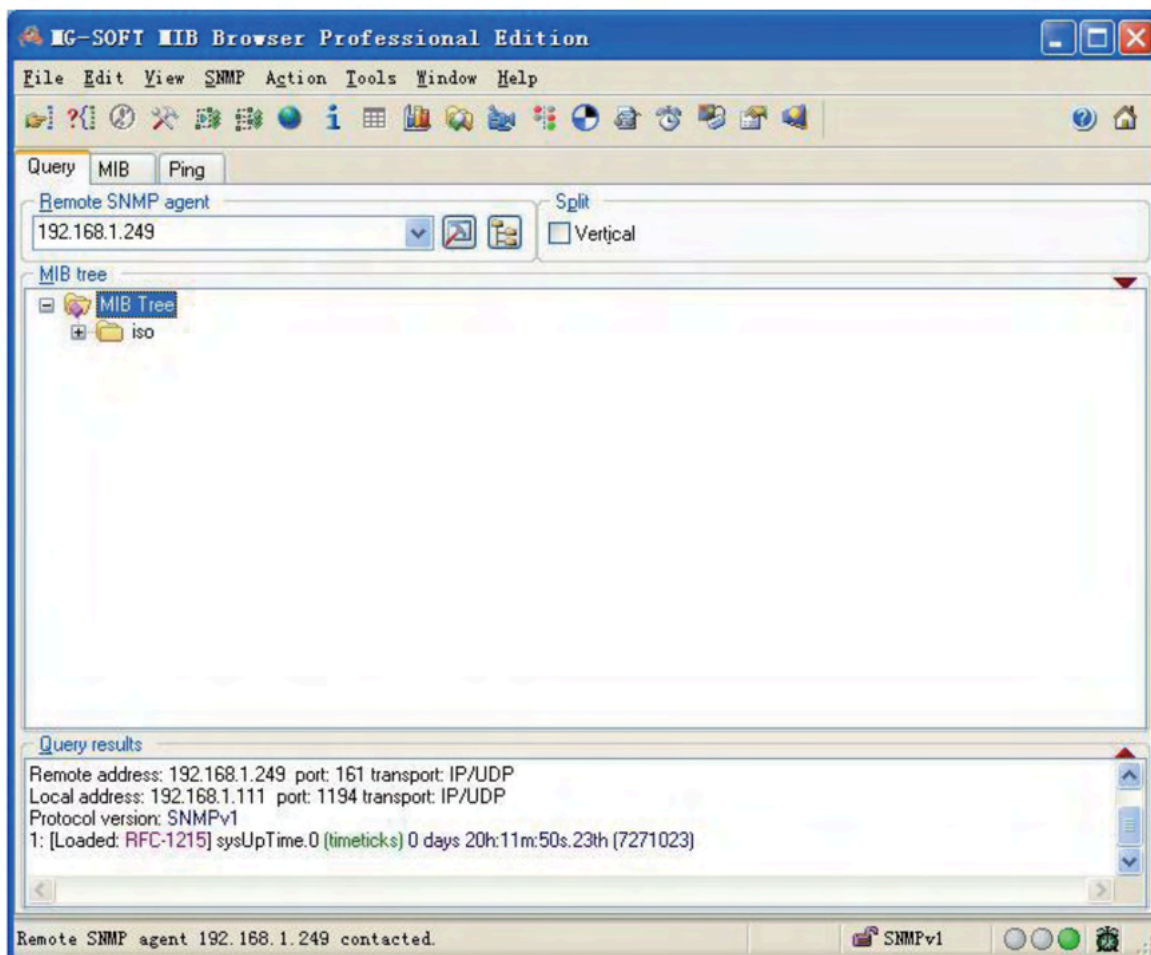 MG-SOFT MIB Browser Professional Edition
File Edit View SNMP Action Tools Window Help
Query MIB Ping
Remote SNMP agent
Split
192.168.1.249
Vertical
MIB tree
MIB Tree
iso
Query results
Remote address: 192.168.1.249 port: 161 transport: IP/UDP
Local address: 192.168.1.111 port: 1194 transport: IP/UDP
Protocol version: SNMPv1
1: [Loaded: RFC-1215] sysUpTime.0 (timeticks) 0 days 20h:11m:50s.23th (7271023)
Remote SNMP agent 192.168.1.249 contacted.
SNMPv1